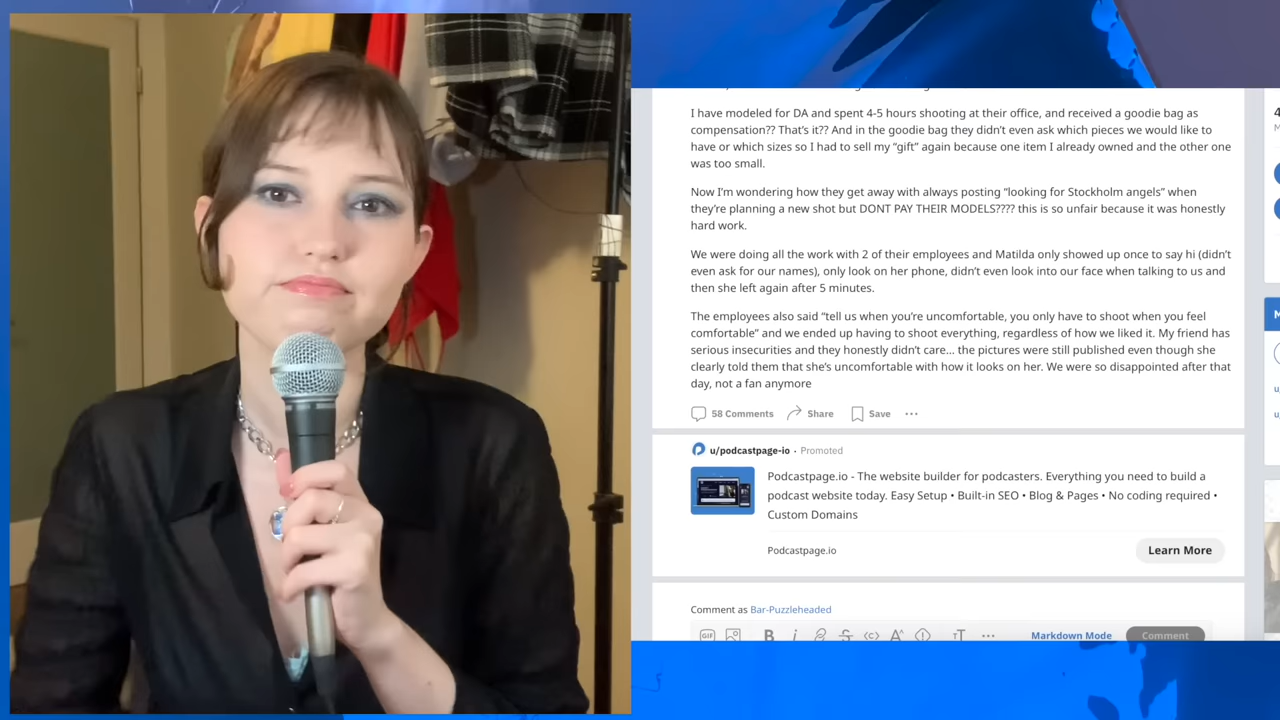 I have modeled for DA and spent 4-5 hours shooting at their office, and received a goodie bag as
compensation?? That's it?? And in the goodie bag they didn't even ask which pieces we would like to
have or which sizes so I had to sell my “gift” again because one item I already owned and the other one
was too small.
Now I'm wondering how they get away with always posting “looking for Stockholm angels” when
they're planning a new shot but DONT PAY THEIR MODELS???? this is so unfair because it was honestly
hard work.
We were doing all the work with 2 of their employees and Matilda only showed up once to say hi (didn't
even ask for our names), only look on her phone, didn't even look into our face when talking to us and
then she left again after 5 minutes.
The employees also said “tell us when you're uncomfortable, you only have to shoot when you feel
comfortable” and we ended up having to shoot everything, regardless of how we liked it. My friend has
serious insecurities and they honestly didn't care... the pictures were still published even though she
clearly told them that she's uncomfortable with how it looks on her. We were so disappointed after that
day, not a fan anymore
58 Comments Share Save
u/podcastpage-io · Promoted
Podcastpage.io - The website builder for podcasters. Everything you need to build a
podcast website today. Easy Setup • Built-in SEO • Blog & Pages • No coding required •
Custom Domains
Podcastpage.io Learn More
Comment as Bar-Puzzleheaded
GIF B i S A T Markdown Mode Comment